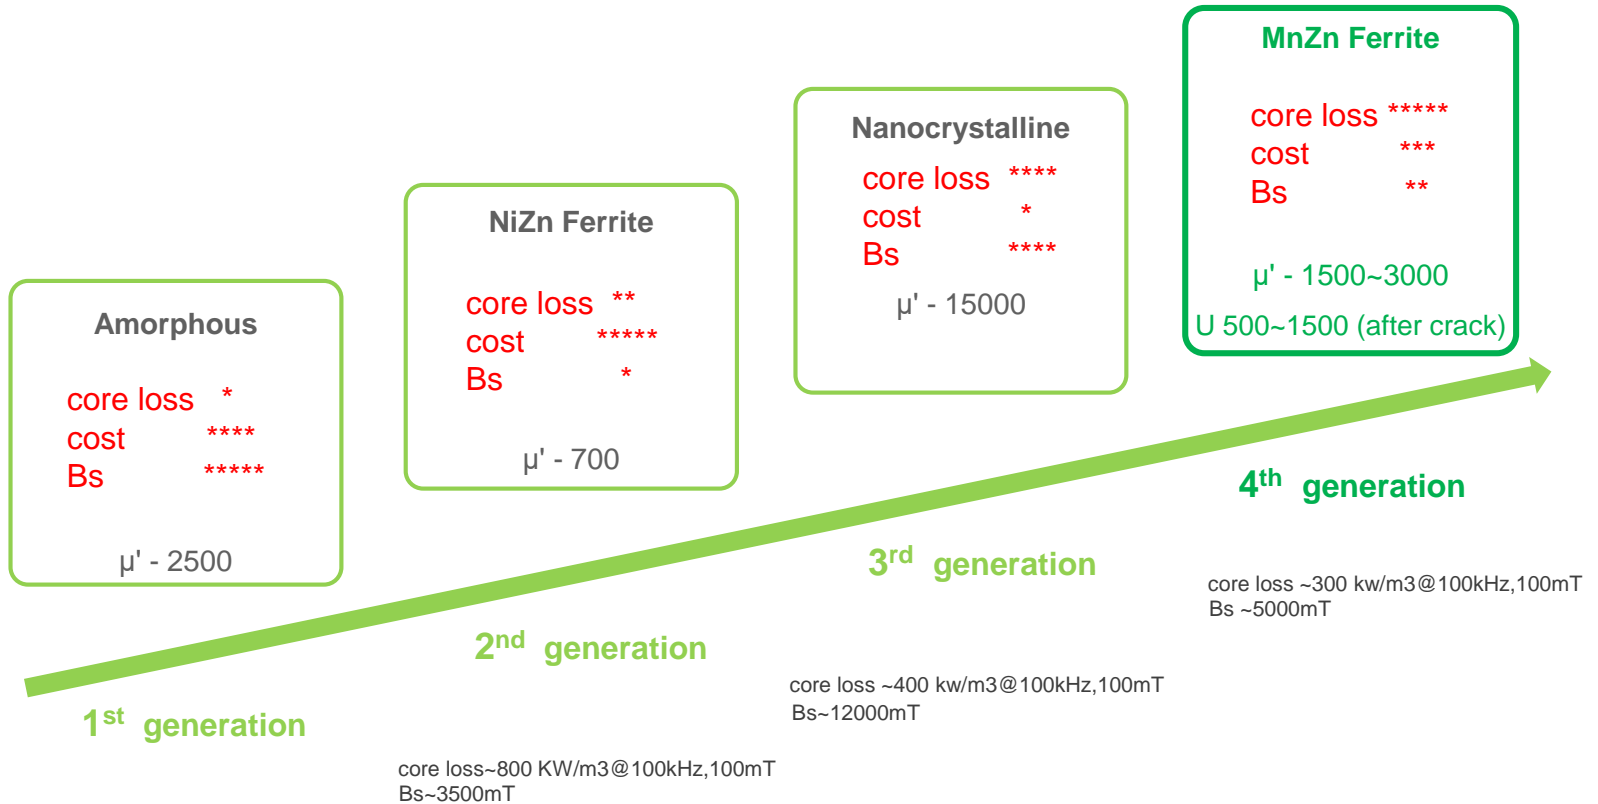 Amorphous
core loss *
cost ****
Bs *****
µ' - 2500
1st generation
NiZn Ferrite
core loss **
cost *****
Bs *
µ' - 700
2nd generation
core loss~800 KW/m3@100kHz,100mT
Bs~3500mT
Nanocrystalline
core loss ****
cost *
Bs ****
µ' - 15000
3rd generation
core loss ~400 kw/m3@100kHz,100mT
Bs~12000mT
MnZn Ferrite
core loss *****
cost ***
Bs **
µ' - 1500~3000
U 500~1500 (after crack)
4th generation
core loss ~300 kw/m3@100kHz,100mT
Bs ~5000mT